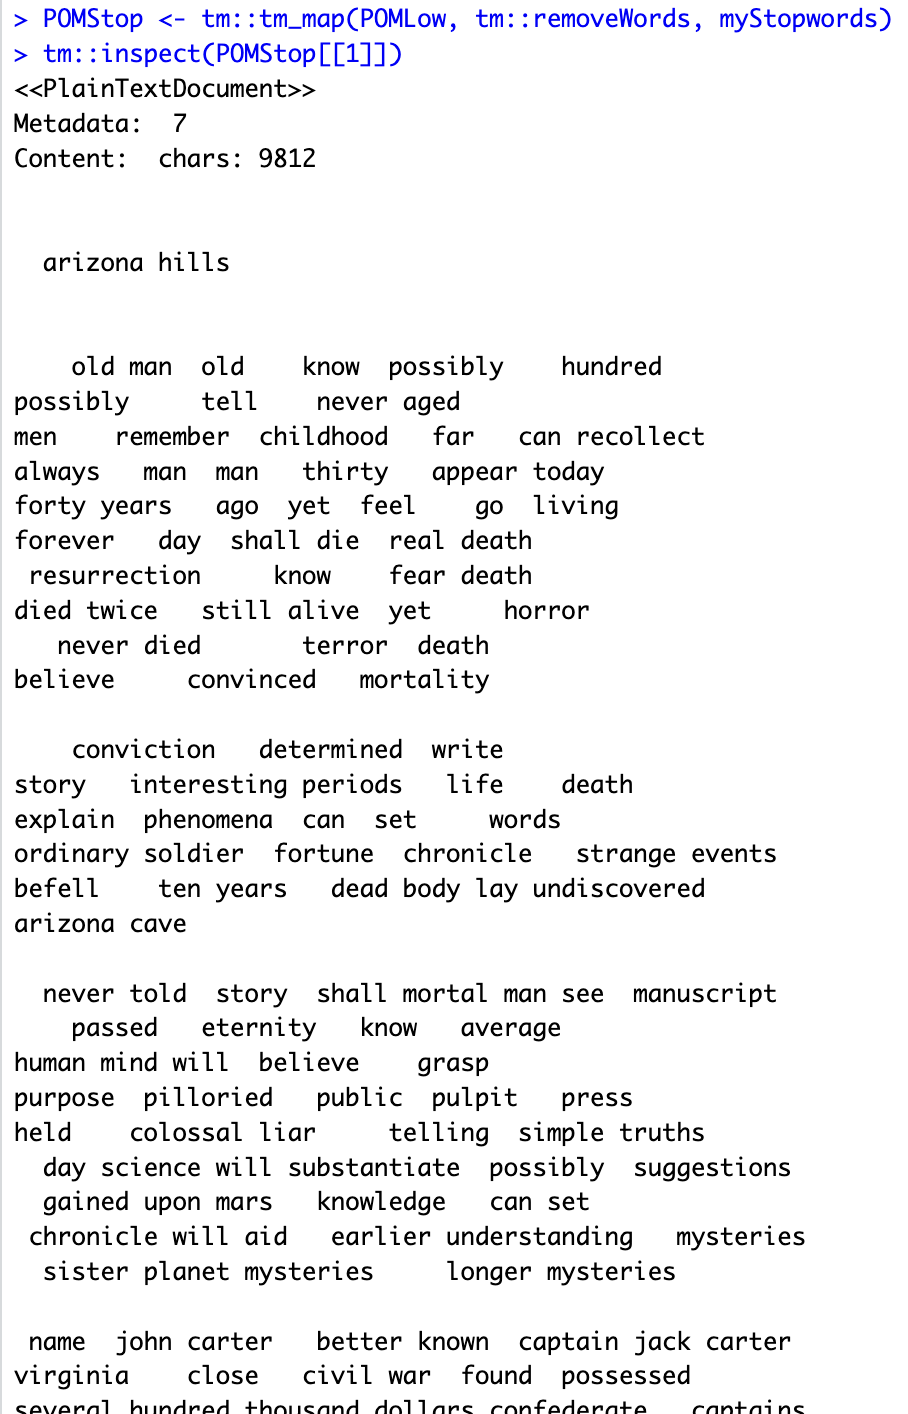 > POMStop <- tm::tm_map(POMLow, tm::removeWords, myStopwords)
> tm::inspect(POMStop[[1]])
<<PlainTextDocument>>
Metadata:  7
Content:  chars: 9812
  arizona hills
    old man  old    know  possibly    hundred
possibly     tell    never aged
men    remember  childhood   far   can recollect
always   man  man   thirty   appear today
forty years   ago  yet  feel    go  living
forever   day  shall die  real death
 resurrection     know    fear death
died twice   still alive  yet     horror
   never died       terror  death
believe     convinced   mortality
    conviction   determined  write
story   interesting periods   life    death
explain  phenomena  can  set     words
ordinary soldier  fortune  chronicle   strange events
befell    ten years   dead body lay undiscovered
arizona cave
  never told  story  shall mortal man see  manuscript
    passed   eternity   know   average
human mind will  believe    grasp
purpose  pilloried   public  pulpit   press
held    colossal liar     telling  simple truths
  day science will substantiate  possibly  suggestions
  gained upon mars   knowledge   can set
 chronicle will aid   earlier understanding   mysteries
  sister planet mysteries     longer mysteries
 name  john carter   better known  captain jack carter
virginia    close   civil war  found  possessed
several hundred thousand dollars confederate   captains